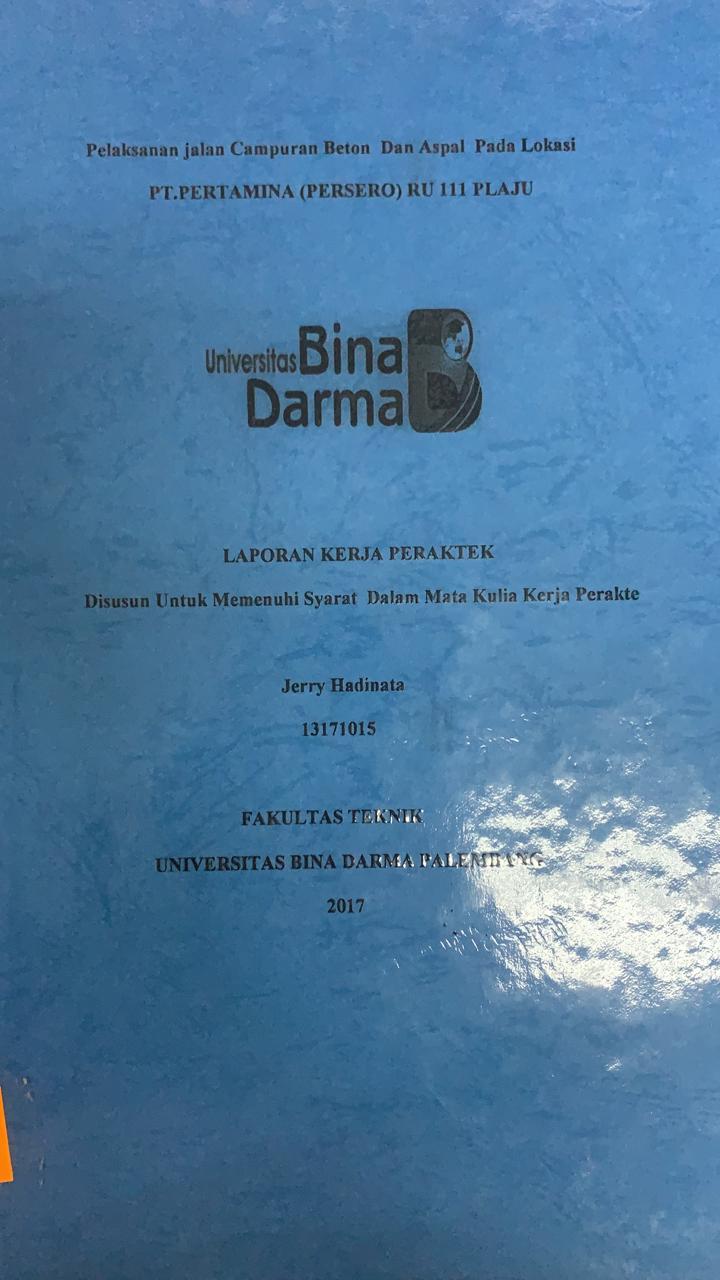 Pelaksanan jalan Campuran Beton Dan Aspal Pada Lokasi
PT.PERTAMINA (PERSERO) RU 111 PLAJU
Universitas Bina
Darma
LAPORAN KERJA PERAKTEK
Disusun Untuk Memenuhi Syarat Dalam Mata Kulia Kerja Perakte
Jerry Hadinata
13171015
FAKULTAS TEKNIK
UNIVERSITAS BINA DARMA PALEMBANG
2017